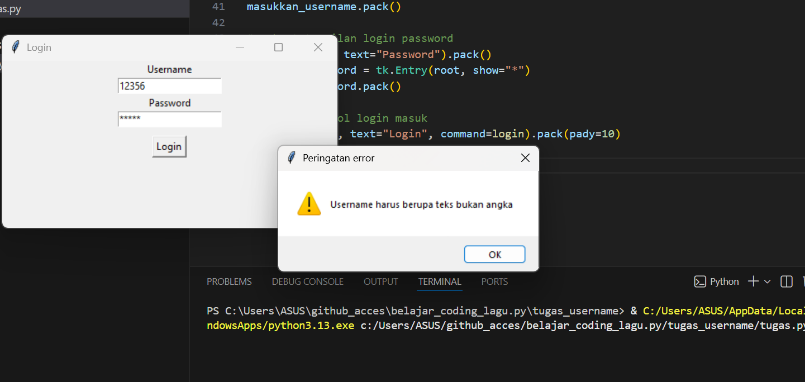 as.py
41 masukkan_username.pack()
42
lan login password
text="Password").pack()
ord = tk.Entry(root, show="*")
ord.pack()
ol login masuk
, text="Login", command=login).pack(pady=10)
Login
Username
12356
Password
*****
Login
Peringatan error
Username harus berupa teks bukan angka
OK
PROBLEMS DEBUG CONSOLE OUTPUT TERMINAL PORTS
Python
PS C:\Users\ASUS\github_acces\belajar_coding_lagu.py\tugas_username> & C:/Users/ASUS/AppData/Loca
ndowsApps/python3.13.exe c:/Users/ASUS/github_acces/belajar_coding_lagu.py/tugas_username/tugas.py